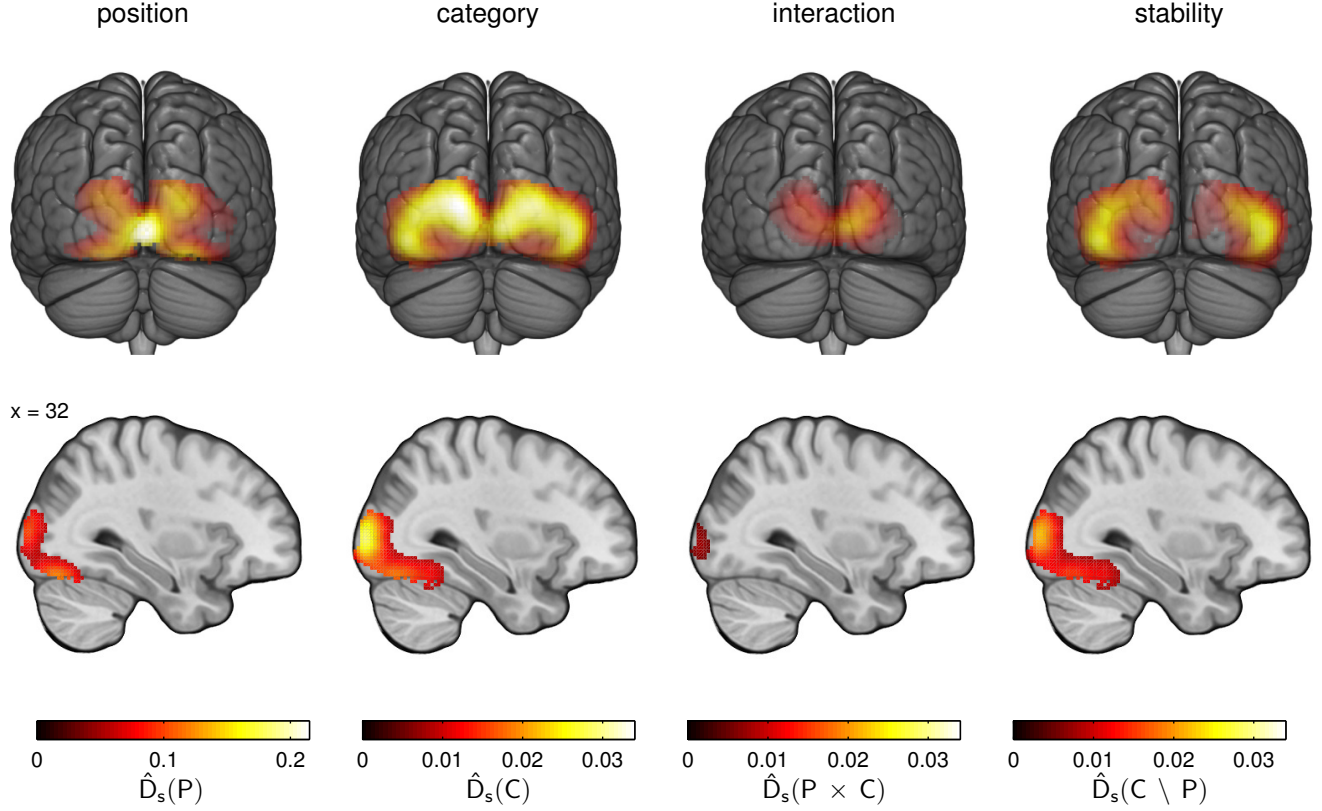 position category interaction stability
x = 32
0 0.1 0.2 0 0.01 0.02 0.03 0 0.01 0.02 0.03 0 0.01 0.02 0.03
D̂ₛ(P) D̂ₛ(C) D̂ₛ(P × C) D̂ₛ(C \ P)